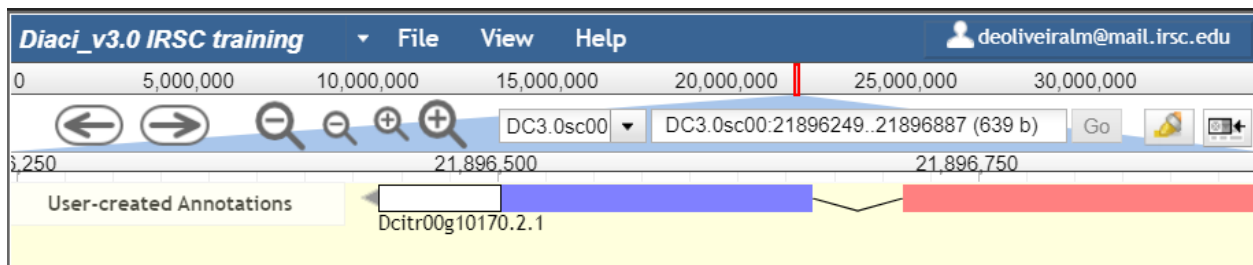 Diaci_v3.0 IRSC training File View Help deoliveiralm@mail.irsc.edu
0 5,000,000 10,000,000 15,000,000 20,000,000 25,000,000 30,000,000
DC3.0sc00 DC3.0sc00:21896249..21896887 (639 b) Go
,250 21,896,500 21,896,750
User-created Annotations
Dcitr00g10170.2.1